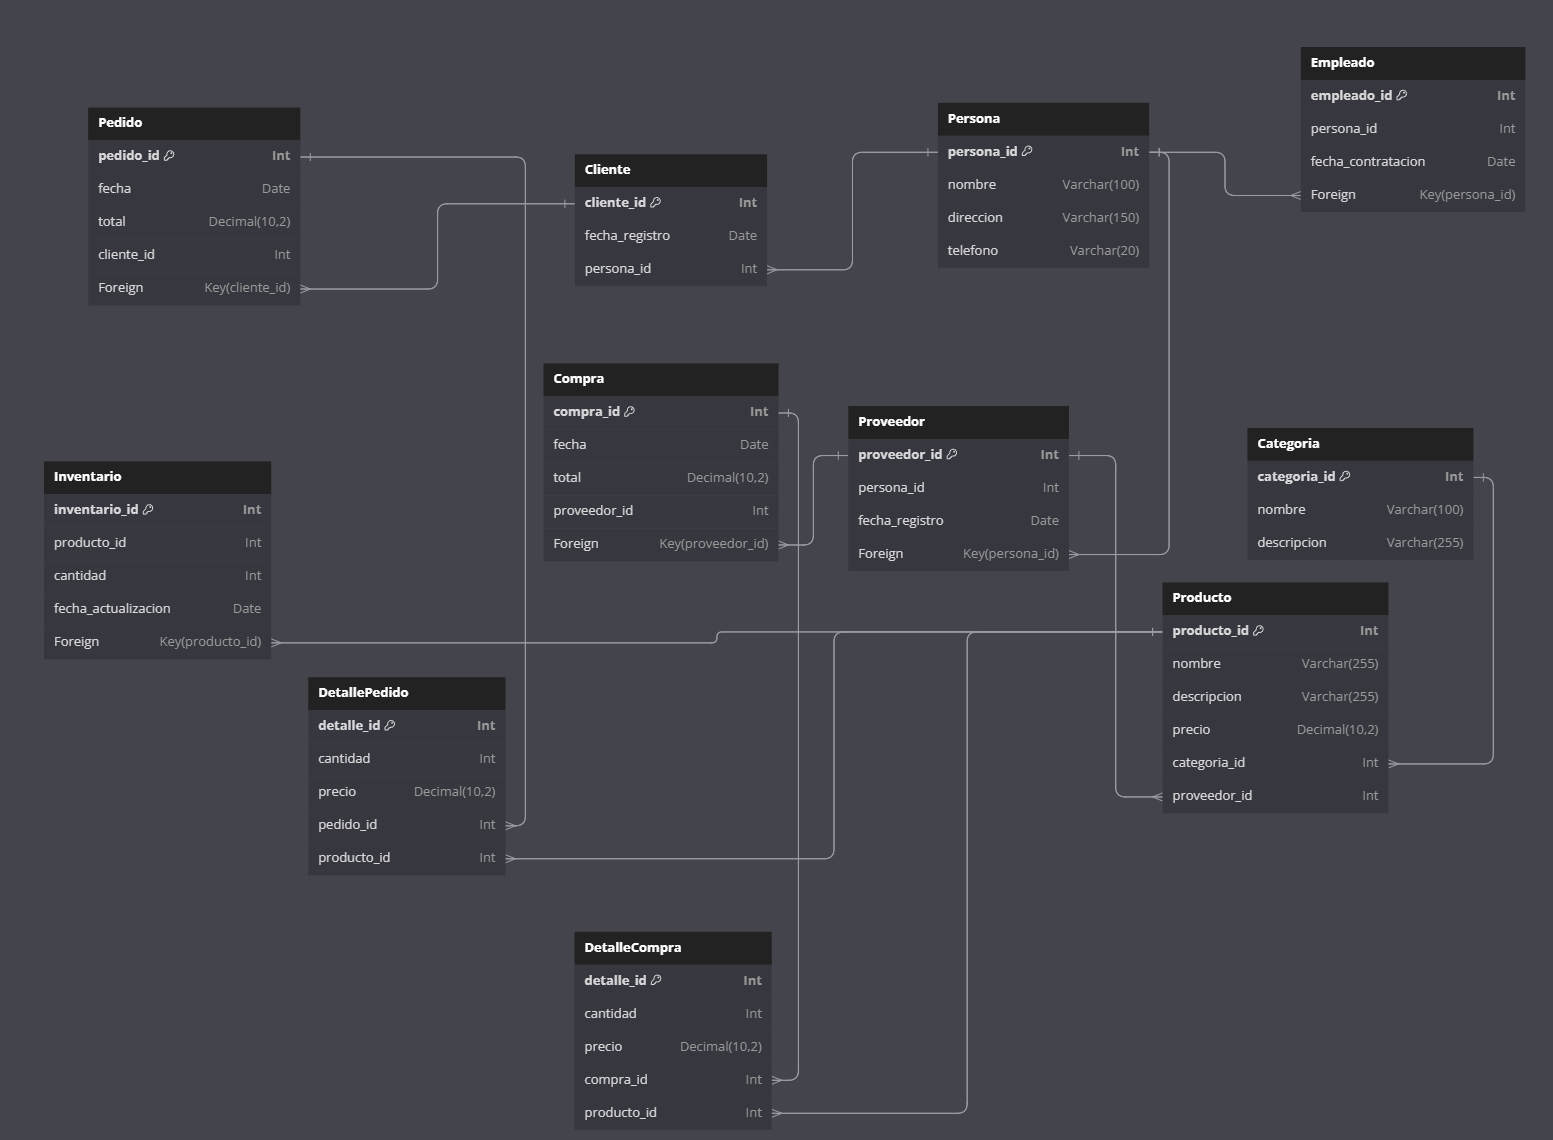 Pedido
pedido_id Int
fecha Date
total Decimal(10,2)
cliente_id Int
Foreign Key(cliente_id)
Cliente
cliente_id Int
fecha_registro Date
persona_id Int
Persona
persona_id Int
nombre Varchar(100)
direccion Varchar(150)
telefono Varchar(20)
Empleado
empleado_id Int
persona_id Int
fecha_contratacion Date
Foreign Key(persona_id)
Compra
compra_id Int
fecha Date
total Decimal(10,2)
proveedor_id Int
Foreign Key(proveedor_id)
Proveedor
proveedor_id Int
persona_id Int
fecha_registro Date
Foreign Key(persona_id)
Categoria
categoria_id Int
nombre Varchar(100)
descripcion Varchar(255)
Inventario
inventario_id Int
producto_id Int
cantidad Int
fecha_actualizacion Date
Foreign Key(producto_id)
Producto
producto_id Int
nombre Varchar(255)
descripcion Varchar(255)
precio Decimal(10,2)
categoria_id Int
proveedor_id Int
DetallePedido
detalle_id Int
cantidad Int
precio Decimal(10,2)
pedido_id Int
producto_id Int
DetalleCompra
detalle_id Int
cantidad Int
precio Decimal(10,2)
compra_id Int
producto_id Int